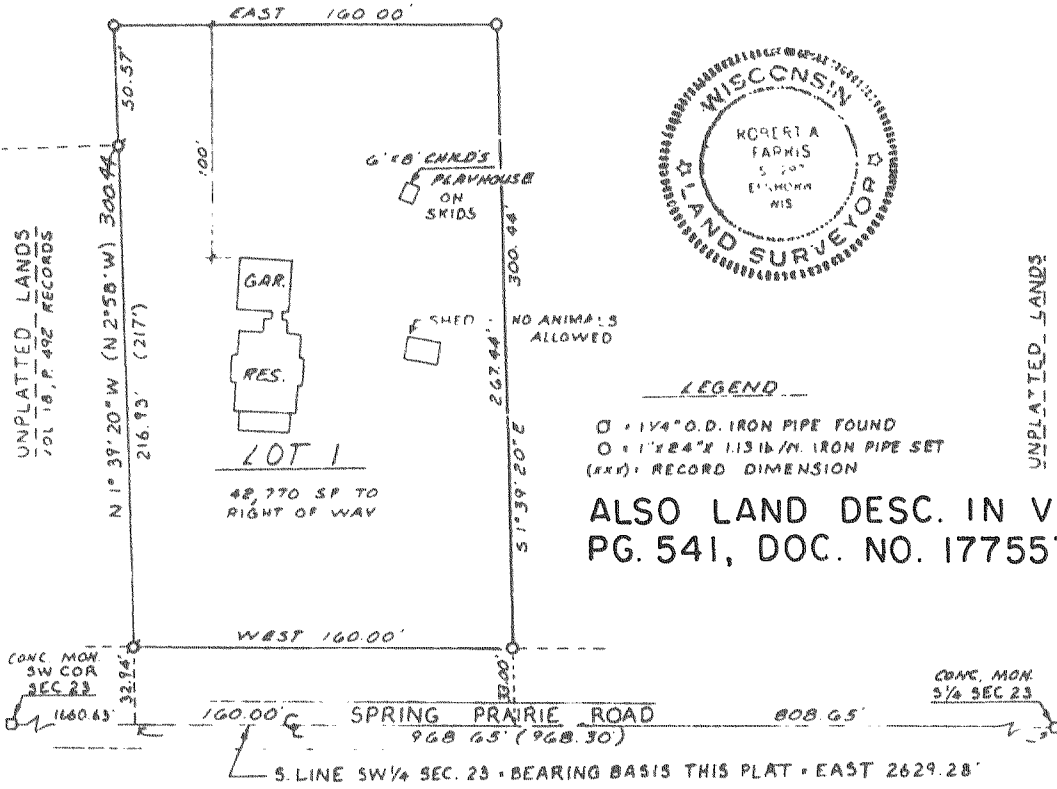 EAST 160.00'
50.57'
100'
6'x8' CHILD'S
PLAYHOUSE
ON
SKIDS
WISCONSIN
LAND SURVEYOR
ROBERT A
FARRIS
ELKHORN
WIS
UNPLATTED LANDS
VOL 18, P. 492 RECORDS
N 1° 39' 20" W (N 2° 58' W) 300.44
216.93' (217')
GAR.
RES.
SHED - NO ANIMALS
ALLOWED
300.44'
267.44'
S 1° 39' 20" E
UNPLATTED LANDS
LOT 1
42,770 SF TO
RIGHT OF WAY
LEGEND
= 1 1/4" O.D. IRON PIPE FOUND
O = 1"x24"x 1.13 lb/in. IRON PIPE SET
(xxx) = RECORD DIMENSION
ALSO LAND DESC. IN V
PG. 541, DOC. NO. 17755
WEST 160.00'
CONC. MON.
SW COR
SEC 23
32.94'
33.00'
CONC. MON.
S 1/4 SEC 23
1660.63'
160.00' SPRING PRAIRIE ROAD 808.65'
968.65' (968.30')
S. LINE SW 1/4 SEC. 23 - BEARING BASIS THIS PLAT - EAST 2629.28'